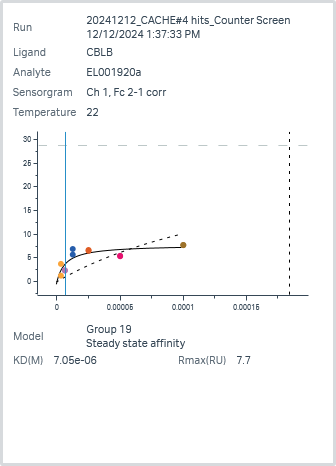 Run 20241212_CACHE#4 hits_Counter Screen
12/12/2024 1:37:33 PM
Ligand CBLB
Analyte EL001920a
Sensorgram Ch 1, Fc 2-1 corr
Temperature 22
30
25
20
15
10
5
0
0 0.00005 0.0001 0.00016
Model Group 19
Steady state affinity
KD(M) 7.05e-06 Rmax(RU) 7.7